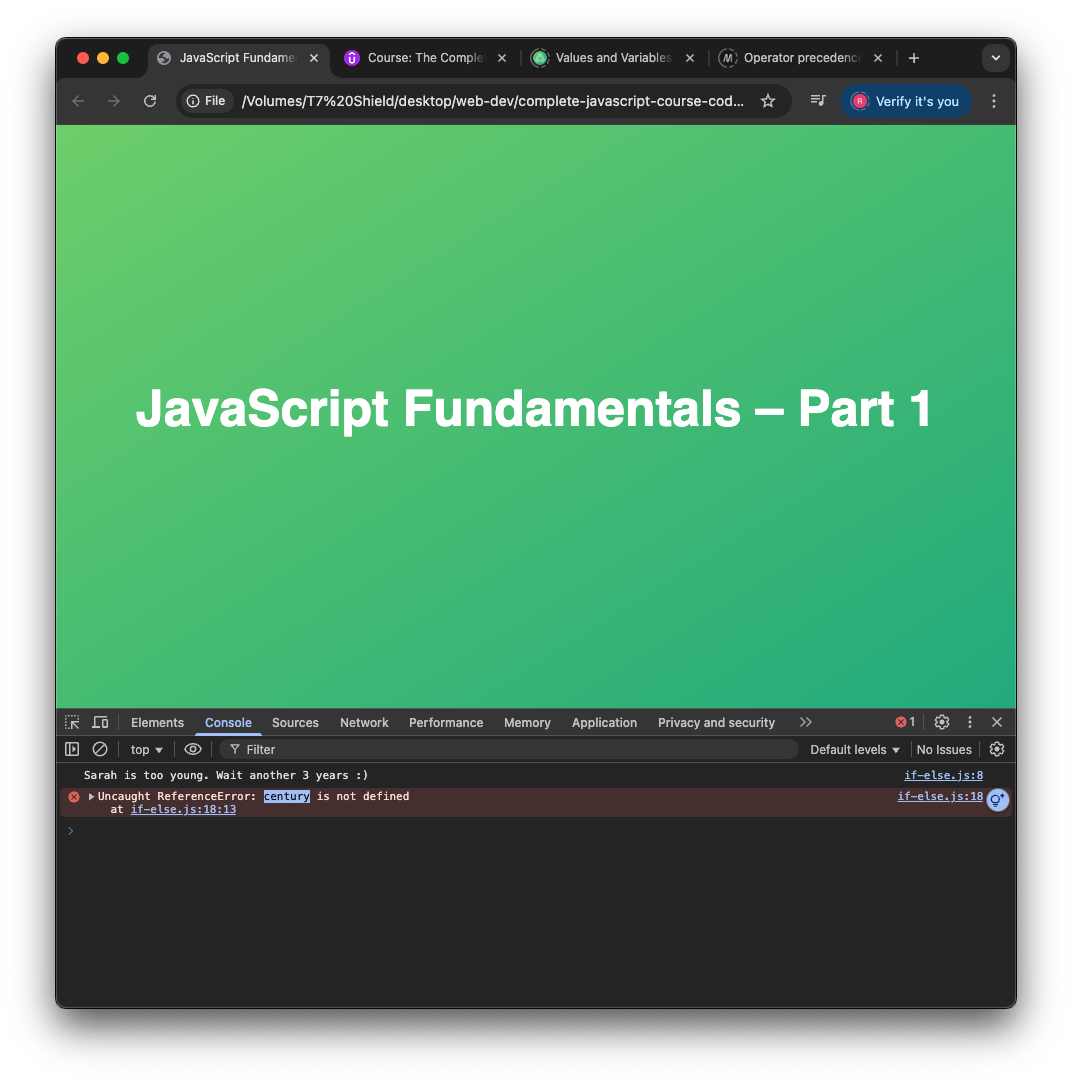 JavaScript Fundame
Course: The Comple
Values and Variables
Operator precedenc
File
/Volumes/T7%20Shield/desktop/web-dev/complete-javascript-course-cod...
R
Verify it's you
JavaScript Fundamentals – Part 1
Elements
Console
Sources
Network
Performance
Memory
Application
Privacy and security
1
top
Filter
Default levels
No Issues
Sarah is too young. Wait another 3 years :)
if-else.js:8
Uncaught ReferenceError: century is not defined
if-else.js:18
at if-else.js:18:13